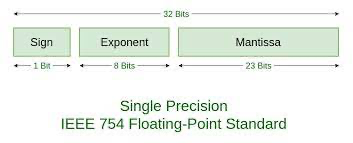 32 Bits
Sign Exponent Mantissa
1 Bit 8 Bits 23 Bits
Single Precision
IEEE 754 Floating-Point Standard